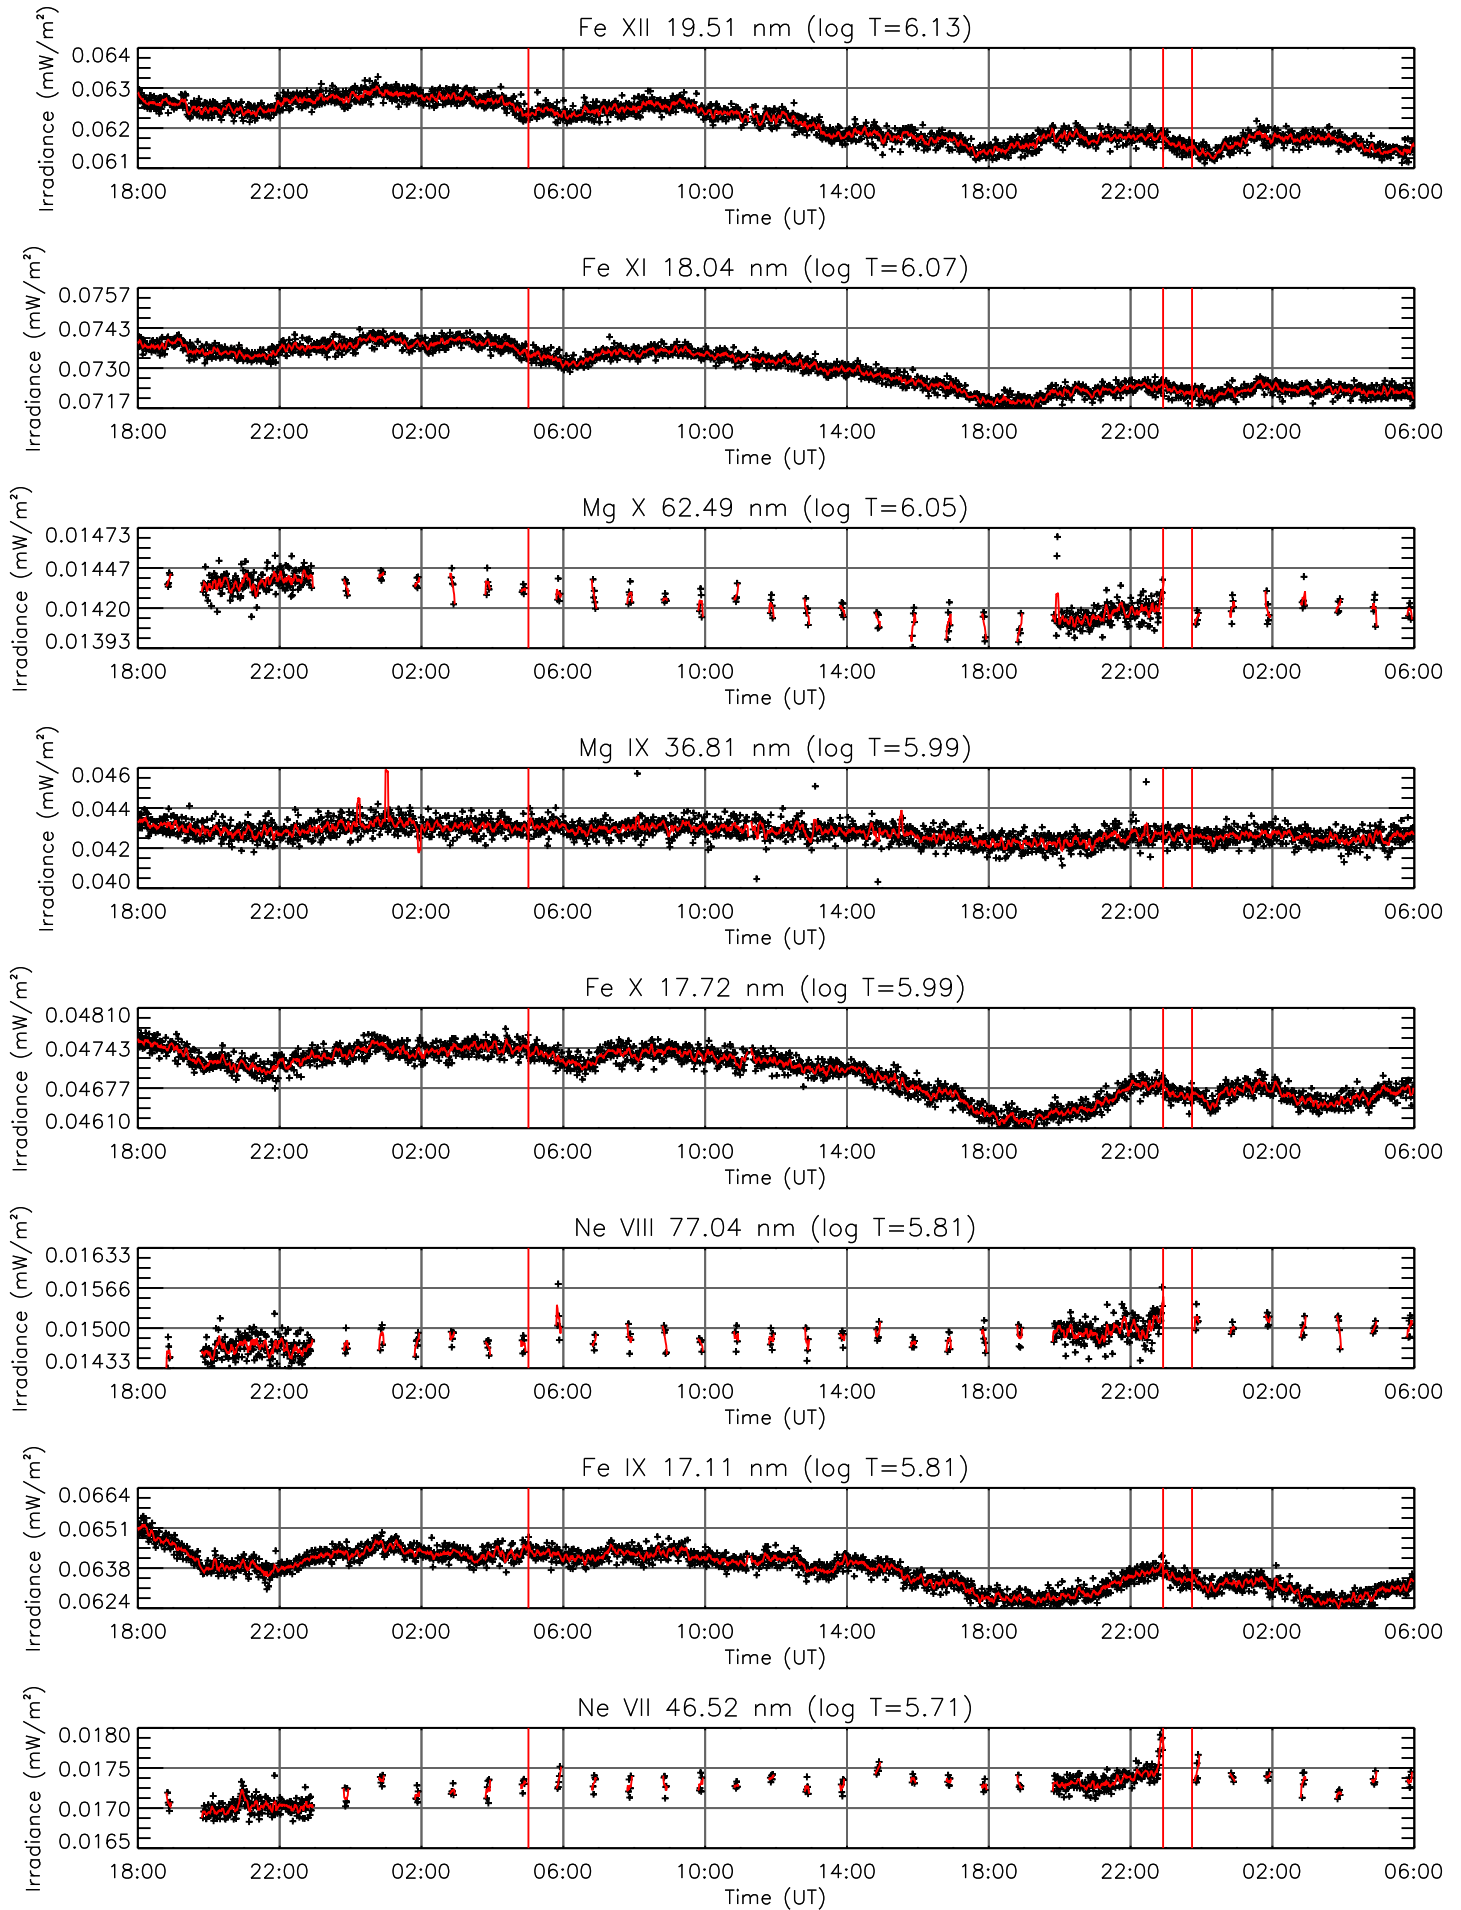 Fe XII 19.51 nm (log T=6.13)
Irradiance (mW/m²)
0.064
0.063
0.062
0.061
18:00 22:00 02:00 06:00 10:00 14:00 18:00 22:00 02:00 06:00
Time (UT)
Fe XI 18.04 nm (log T=6.07)
Irradiance (mW/m²)
0.0757
0.0743
0.0730
0.0717
18:00 22:00 02:00 06:00 10:00 14:00 18:00 22:00 02:00 06:00
Time (UT)
Mg X 62.49 nm (log T=6.05)
Irradiance (mW/m²)
0.01473
0.01447
0.01420
0.01393
18:00 22:00 02:00 06:00 10:00 14:00 18:00 22:00 02:00 06:00
Time (UT)
Mg IX 36.81 nm (log T=5.99)
Irradiance (mW/m²)
0.046
0.044
0.042
0.040
18:00 22:00 02:00 06:00 10:00 14:00 18:00 22:00 02:00 06:00
Time (UT)
Fe X 17.72 nm (log T=5.99)
Irradiance (mW/m²)
0.04810
0.04743
0.04677
0.04610
18:00 22:00 02:00 06:00 10:00 14:00 18:00 22:00 02:00 06:00
Time (UT)
Ne VIII 77.04 nm (log T=5.81)
Irradiance (mW/m²)
0.01633
0.01566
0.01500
0.01433
18:00 22:00 02:00 06:00 10:00 14:00 18:00 22:00 02:00 06:00
Time (UT)
Fe IX 17.11 nm (log T=5.81)
Irradiance (mW/m²)
0.0664
0.0651
0.0638
0.0624
18:00 22:00 02:00 06:00 10:00 14:00 18:00 22:00 02:00 06:00
Time (UT)
Ne VII 46.52 nm (log T=5.71)
Irradiance (mW/m²)
0.0180
0.0175
0.0170
0.0165
18:00 22:00 02:00 06:00 10:00 14:00 18:00 22:00 02:00 06:00
Time (UT)